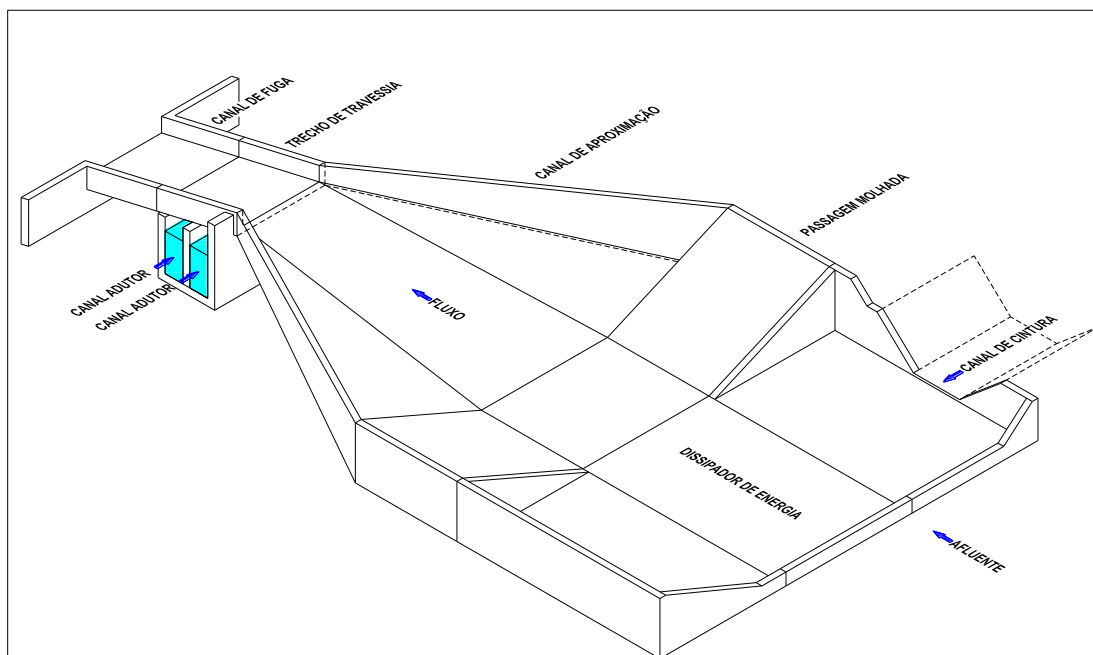 CANAL DE FUGA
TRECHO DE TRAVESSIA
CANAL DE APROXIMAÇÃO
PASSAGEM MOLHADA
CANAL ADUTOR
CANAL ADUTOR
FLUXO
CANAL DE CINTURA
DISSIPADOR DE ENERGIA
AFLUENTE